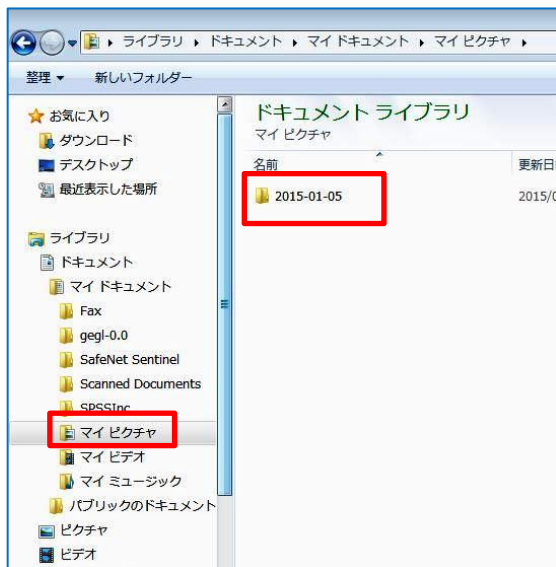 ライブラリ ▸ ドキュメント ▸ マイ ドキュメント ▸ マイ ピクチャ ▸
整理 ▼ 新しいフォルダー
お気に入り
ダウンロード
デスクトップ
最近表示した場所
ライブラリ
ドキュメント
マイ ドキュメント
Fax
gegl-0.0
SafeNet Sentinel
Scanned Documents
SPSSInc
マイ ピクチャ
マイ ビデオ
マイ ミュージック
パブリックのドキュメント
ピクチャ
ビデオ
ドキュメント ライブラリ
マイ ピクチャ
名前 更新日
2015-01-05 2015/0